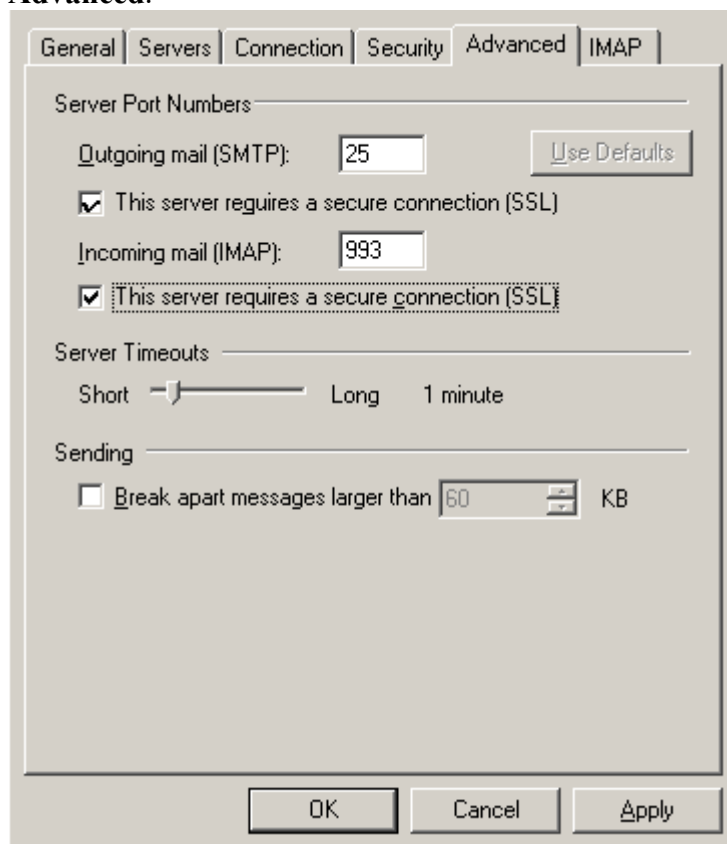 Advanced:
General Servers Connection Security Advanced IMAP
Server Port Numbers
Outgoing mail (SMTP): 25 Use Defaults
This server requires a secure connection (SSL)
Incoming mail (IMAP): 993
This server requires a secure connection (SSL)
Server Timeouts
Short Long 1 minute
Sending
Break apart messages larger than 60 KB
OK Cancel Apply